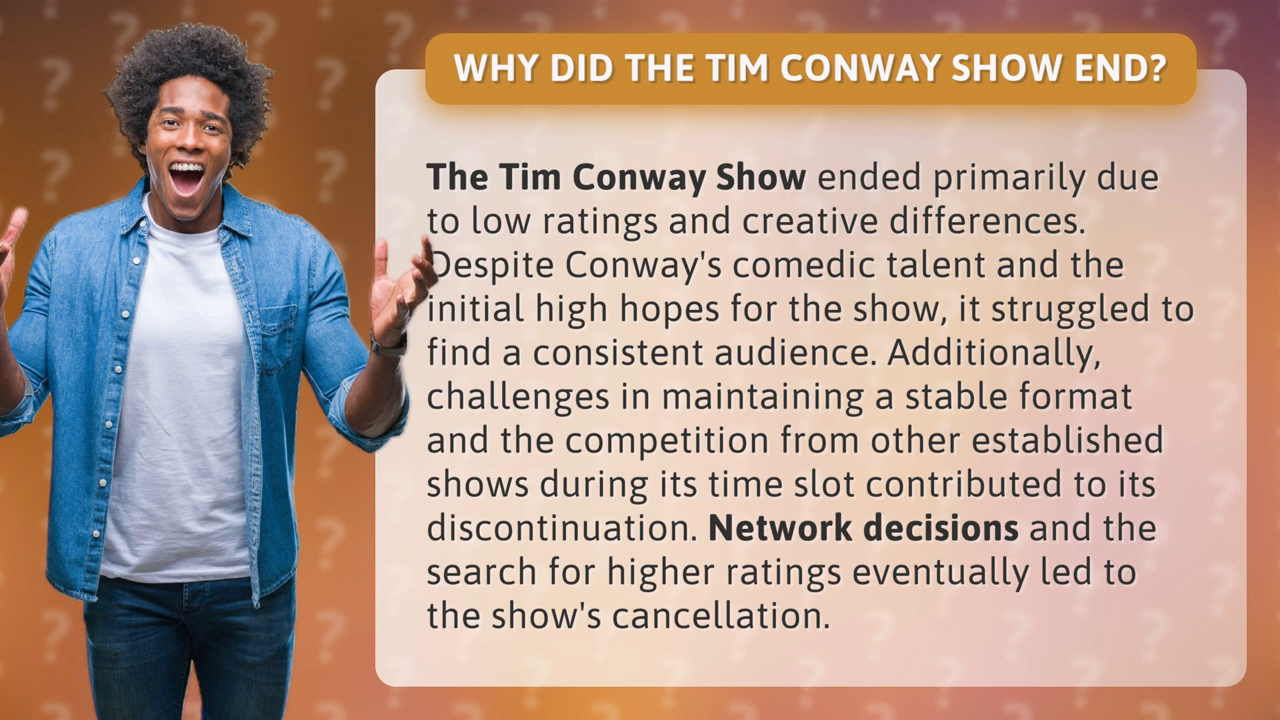 WHY DID THE TIM CONWAY SHOW END?
The Tim Conway Show ended primarily due
to low ratings and creative differences.
Despite Conway's comedic talent and the
initial high hopes for the show, it struggled to
find a consistent audience. Additionally,
challenges in maintaining a stable format
and the competition from other established
shows during its time slot contributed to its
discontinuation. Network decisions and the
search for higher ratings eventually led to
the show's cancellation.